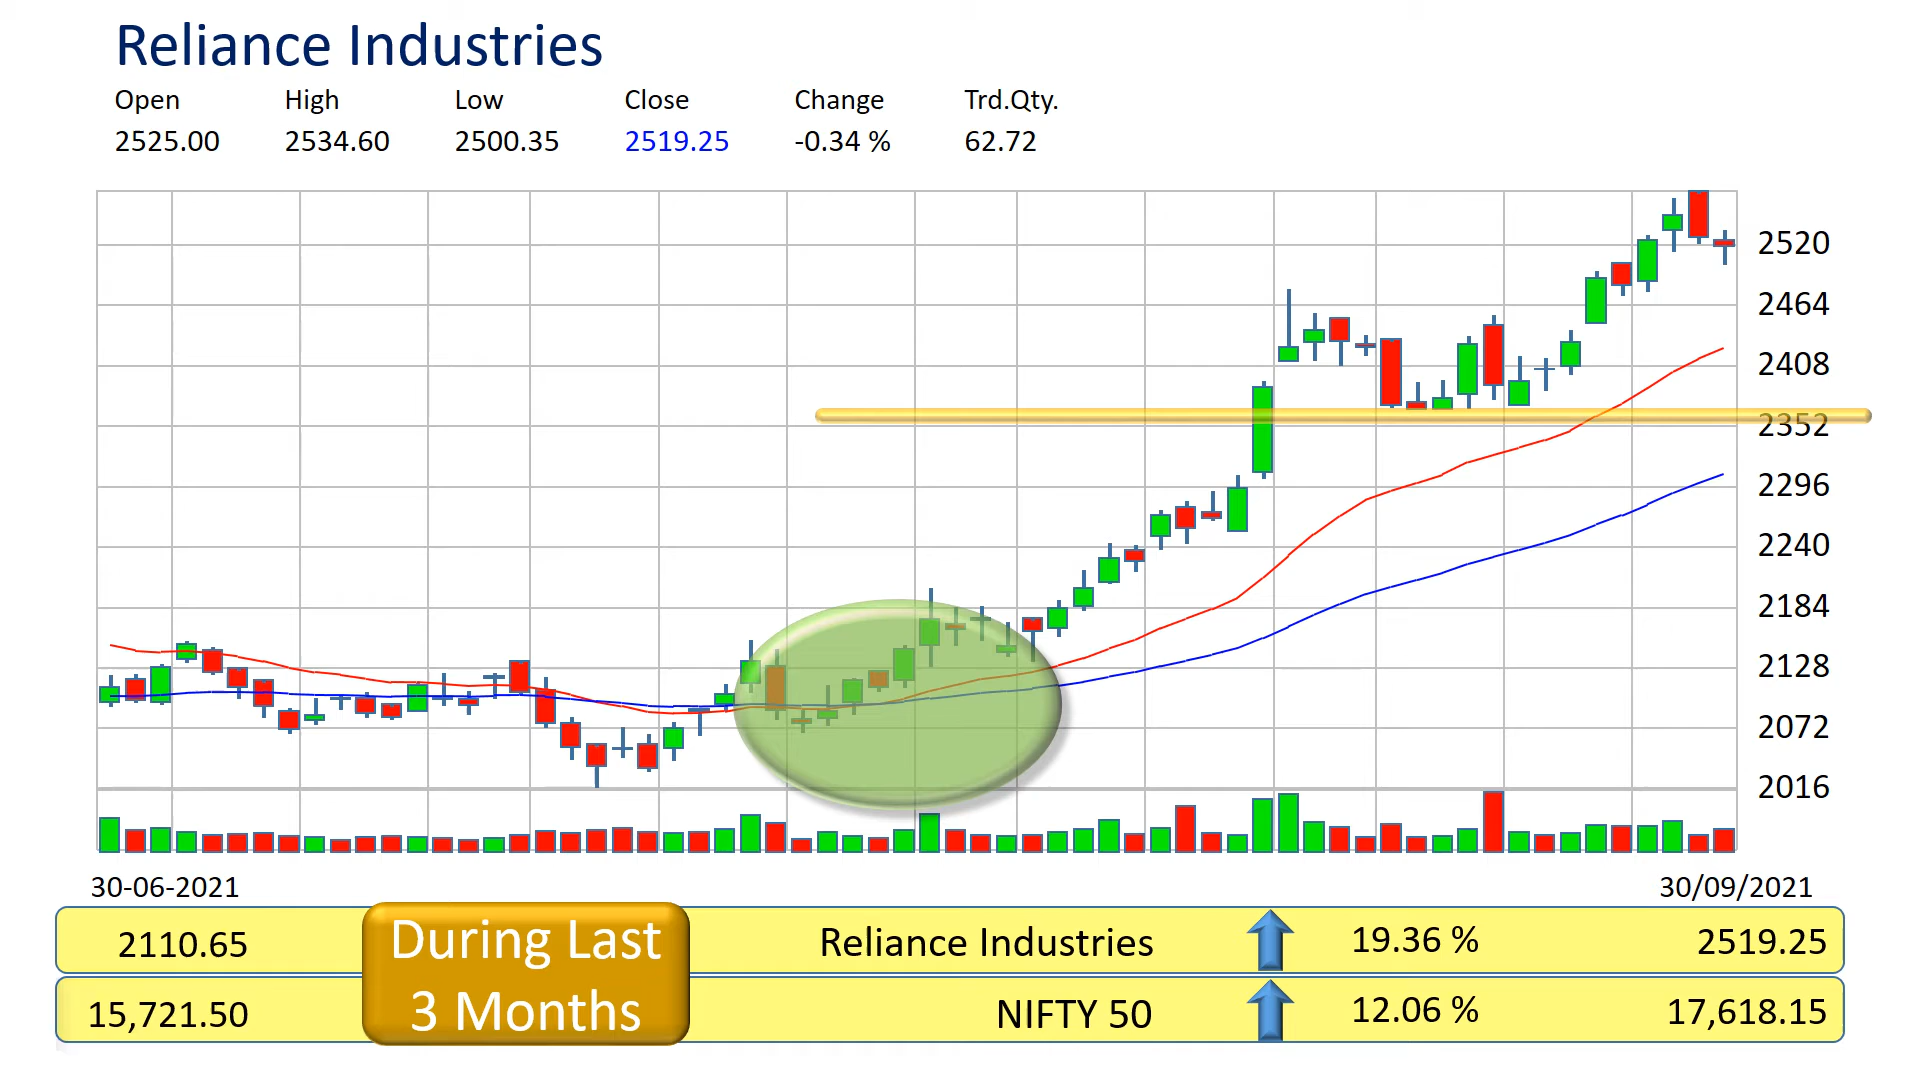 Reliance Industries
Open High Low Close Change Trd.Qty.
2525.00 2534.60 2500.35 2519.25 -0.34 % 62.72
2520
2464
2408
2352
2296
2240
2184
2128
2072
2016
30-06-2021 30/09/2021
2110.65 Reliance Industries 19.36 % 2519.25
During Last
3 Months
15,721.50 NIFTY 50 12.06 % 17,618.15